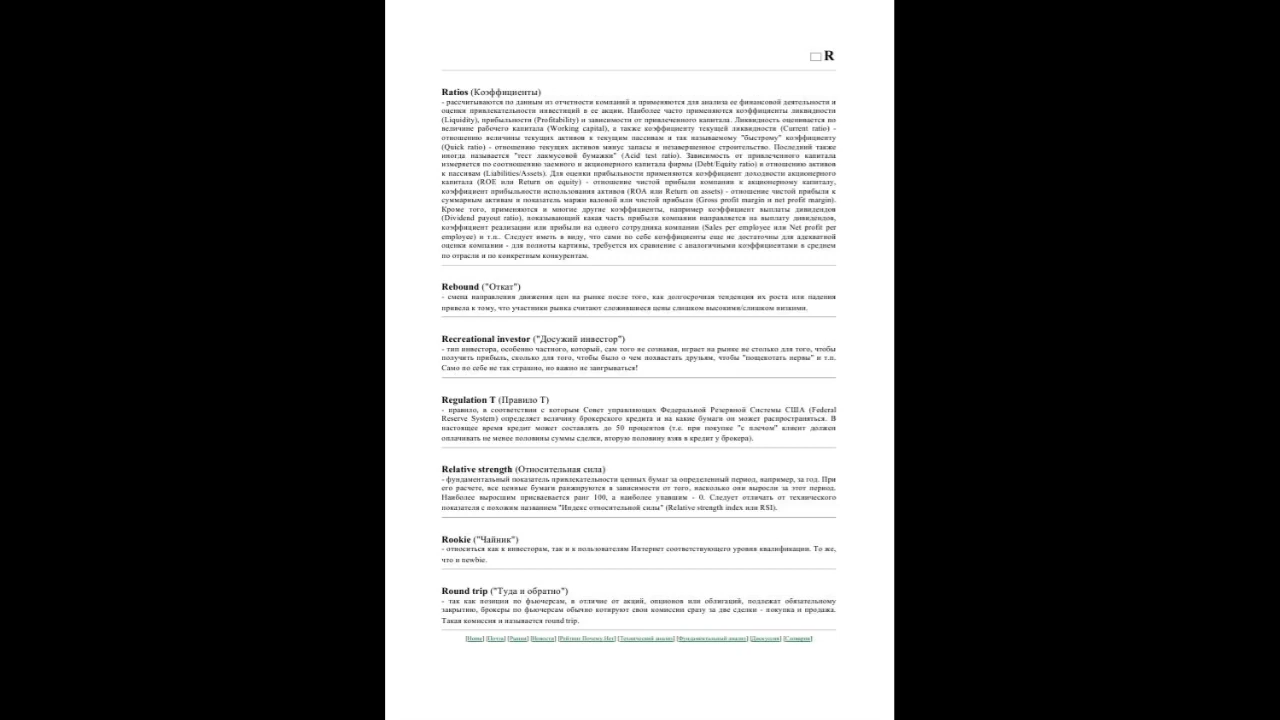 R
Ratios (Коэффициенты)
- рассчитываются по данным из отчетности компаний и применяются для анализа ее финансовой деятельности и
оценки привлекательности инвестиций в ее акции. Наиболее часто применяются коэффициенты ликвидности
(Liquidity), прибыльности (Profitability) и зависимости от привлеченного капитала. Ликвидность оценивается по
величине рабочего капитала (Working capital), а также коэффициенту текущей ликвидности (Current ratio) -
отношению величины текущих активов к текущим пассивам и так называемому "быстрому" коэффициенту
(Quick ratio) - отношению текущих активов минус запасы и незавершенное строительство. Последний также
иногда называется "тест лакмусовой бумажки" (Acid test ratio). Зависимость от привлеченного капитала
измеряется по соотношению заемного и акционерного капитала фирмы (Debt/Equity ratio) и отношению активов
к пассивам (Liabilities/Assets). Для оценки прибыльности применяются коэффициент доходности акционерного
капитала (ROE или Return on equity) - отношение чистой прибыли компании к акционерному капиталу,
коэффициент прибыльности использования активов (ROA или Return on assets) - отношение чистой прибыли к
суммарным активам и показатель маржи валовой или чистой прибыли (Gross profit margin и net profit margin).
Кроме того, применяются и многие другие коэффициенты, например коэффициент выплаты дивидендов
(Dividend payout ratio), показывающий какая часть прибыли компании направляется на выплату дивидендов,
коэффициент реализации или прибыли на одного сотрудника компании (Sales per employee или Net profit per
employee) и т.п.. Следует иметь в виду, что сами по себе коэффициенты еще не достаточны для адекватной
оценки компании - для полноты картины, требуется их сравнение с аналогичными коэффициентами в среднем
по отрасли и по конкретным конкурентам.
Rebound ("Откат")
- смена направления движения цен на рынке после того, как долгосрочная тенденция их роста или падения
привела к тому, что участники рынка считают сложившиеся цены слишком высокими/слишком низкими.
Recreational investor ("Досужий инвестор")
- тип инвестора, особенно частного, который, сам того не сознавая, играет на рынке не столько для того, чтобы
получить прибыль, сколько для того, чтобы было о чем похвастать друзьям, чтобы "пощекотать нервы" и т.п.
Само по себе не так страшно, но важно не заигрываться!
Regulation T (Правило Т)
- правило, в соответствии с которым Совет управляющих Федеральной Резервной Системы США (Federal
Reserve System) определяет величину брокерского кредита и на какие бумаги он может распространяться. В
настоящее время кредит может составлять до 50 процентов (т.е. при покупке "с плечом" клиент должен
оплачивать не менее половины суммы сделки, вторую половину взяв в кредит у брокера).
Relative strength (Относительная сила)
- фундаментальный показатель привлекательности ценных бумаг за определенный период, например, за год. При
его расчете, все ценные бумаги ранжируются в зависимости от того, насколько они выросли за этот период.
Наиболее выросшим присваивается ранг 100, а наиболее упавшим - 0. Следует отличать от технического
показателя с похожим названием "Индекс относительной силы" (Relative strength index или RSI).
Rookie ("Чайник")
- относиться как к инвесторам, так и к пользователям Интернет соответствующего уровня квалификации. То же,
что и newbie.
Round trip ("Туда и обратно")
- так как позиции по фьючерсам, в отличие от акций, опционов или облигаций, подлежат обязательному
закрытию, брокеры по фьючерсам обычно котируют свои комиссии сразу за две сделки - покупка и продажа.
Такая комиссия и называется round trip.
[Рынки] [Новости] [Технический анализ] [Фундаментальный анализ] [Дискуссия] [Словарик]